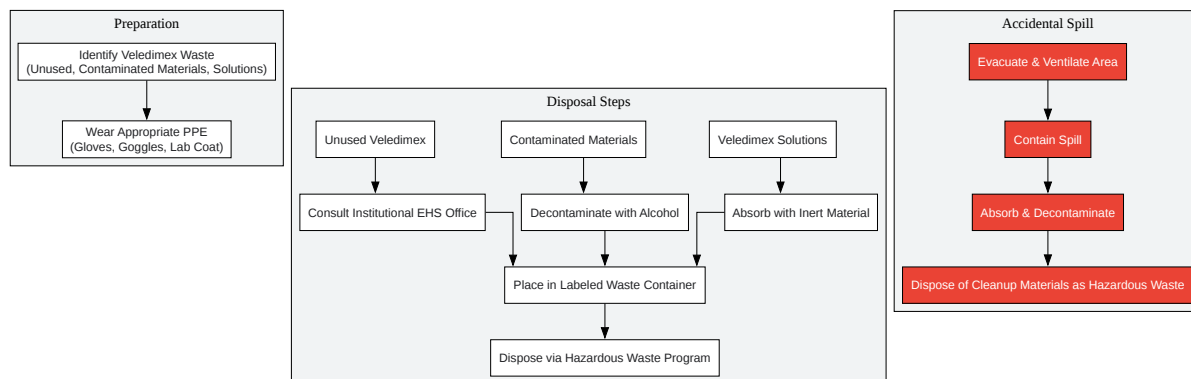 Preparation
Identify Veledimex Waste
(Unused, Contaminated Materials, Solutions)
Wear Appropriate PPE
(Gloves, Goggles, Lab Coat)
Disposal Steps
Unused Veledimex
Contaminated Materials
Veledimex Solutions
Consult Institutional EHS Office
Decontaminate with Alcohol
Absorb with Inert Material
Place in Labeled Waste Container
Dispose via Hazardous Waste Program
Accidental Spill
Evacuate & Ventilate Area
Contain Spill
Absorb & Decontaminate
Dispose of Cleanup Materials as Hazardous Waste